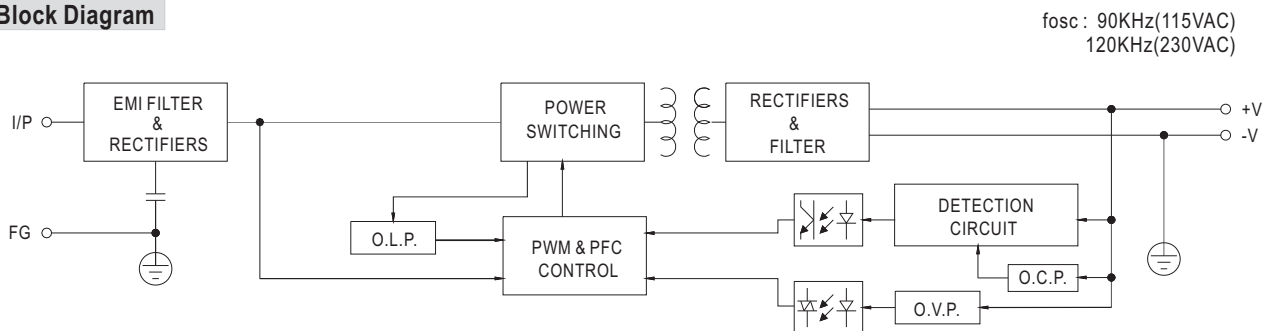 Block Diagram
fosc : 90KHz(115VAC)
120KHz(230VAC)
I/P
EMI FILTER
&
RECTIFIERS
POWER
SWITCHING
RECTIFIERS
&
FILTER
+V
-V
FG
O.L.P.
PWM & PFC
CONTROL
DETECTION
CIRCUIT
O.C.P.
O.V.P.